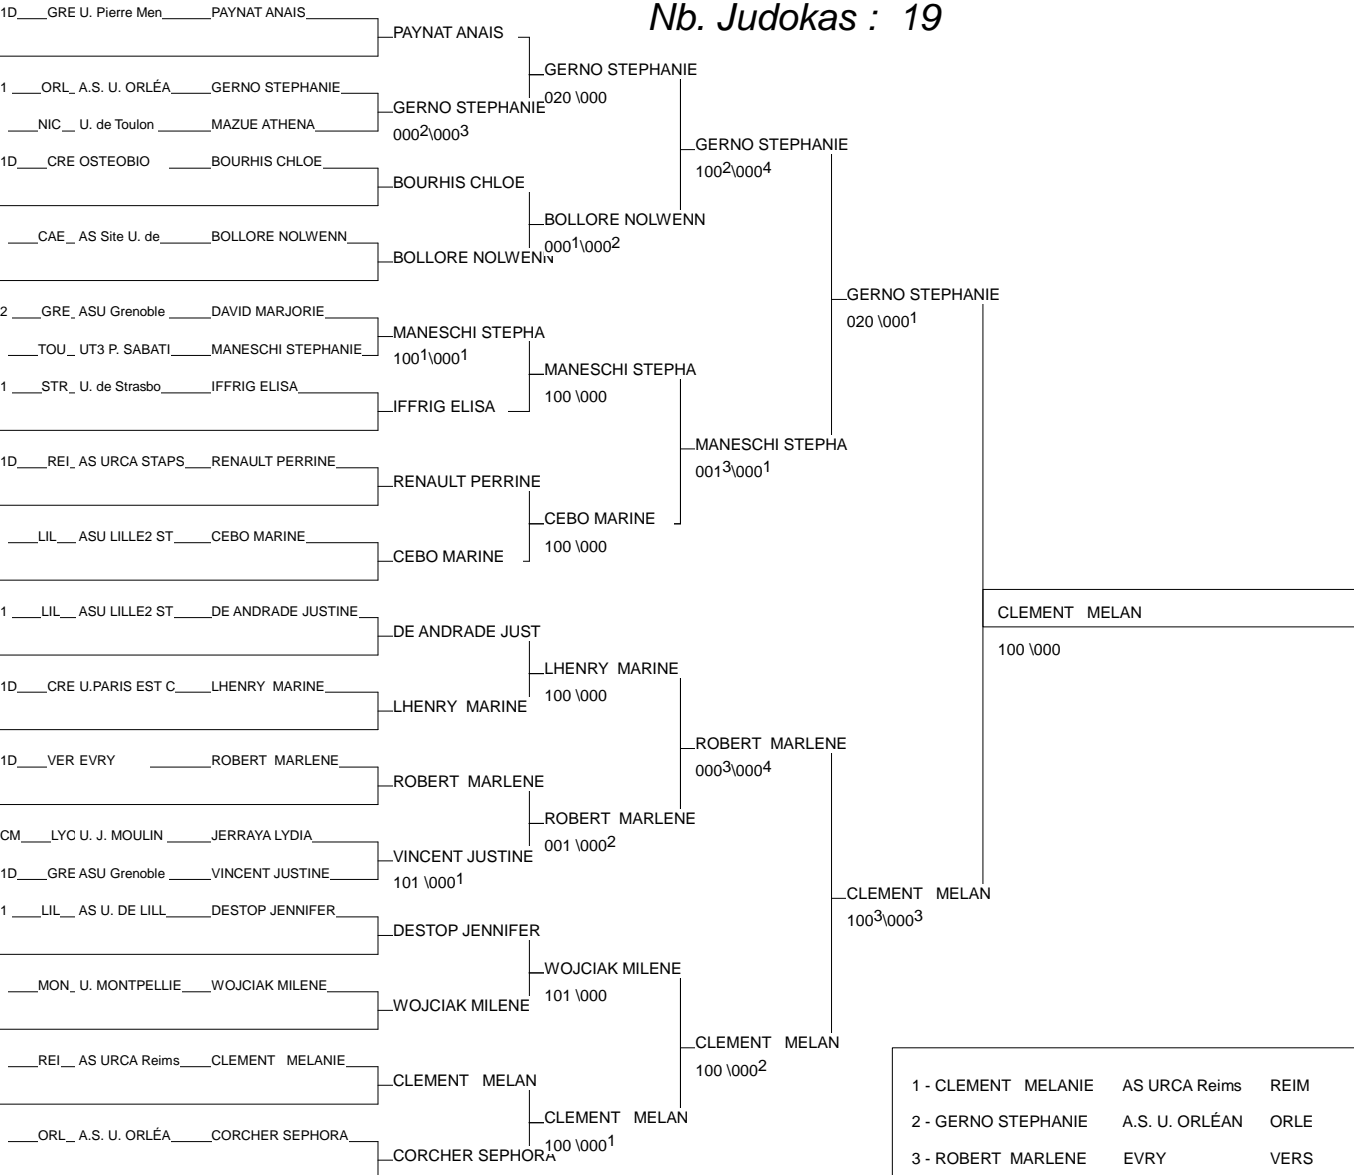 Nb. Judokas : 19
1D GRE U. Pierre Men PAYNAT ANAIS
1 ORL A.S. U. ORLÉA GERNO STEPHANIE
NIC U. de Toulon MAZUE ATHENA
1D CRE OSTEOBIO BOURHIS CHLOE
CAE AS Site U. de BOLLORE NOLWENN
2 GRE ASU Grenoble DAVID MARJORIE
TOU UT3 P. SABATI MANESCHI STEPHANIE
1 STR U. de Strasbo IFFRIG ELISA
1D REI AS URCA STAPS RENAULT PERRINE
LIL ASU LILLE2 ST CEBO MARINE
1 LIL ASU LILLE2 ST DE ANDRADE JUSTINE
1D CRE U.PARIS EST C LHENRY MARINE
1D VER EVRY ROBERT MARLENE
CM LYC U. J. MOULIN JERRAYA LYDIA
1D GRE ASU Grenoble VINCENT JUSTINE
1 LIL AS U. DE LILL DESTOP JENNIFER
MON U. MONTPELLIE WOJCIAK MILENE
REI AS URCA Reims CLEMENT MELANIE
ORL A.S. U. ORLÉA CORCHER SEPHORA
PAYNAT ANAIS
GERNO STEPHANIE
000²\000³
BOURHIS CHLOE
BOLLORE NOLWENN
MANESCHI STEPHA
100¹\000¹
IFFRIG ELISA
RENAULT PERRINE
CEBO MARINE
DE ANDRADE JUST
LHENRY MARINE
ROBERT MARLENE
VINCENT JUSTINE
101 \000¹
DESTOP JENNIFER
WOJCIAK MILENE
CLEMENT MELAN
CORCHER SEPHORA
GERNO STEPHANIE
020 \000
BOLLORE NOLWENN
000¹\000²
MANESCHI STEPHA
100 \000
CEBO MARINE
100 \000
LHENRY MARINE
100 \000
ROBERT MARLENE
001 \000²
WOJCIAK MILENE
101 \000
CLEMENT MELAN
100 \000¹
GERNO STEPHANIE
100²\000⁴
MANESCHI STEPHA
001³\000¹
ROBERT MARLENE
000³\000⁴
CLEMENT MELAN
100 \000²
GERNO STEPHANIE
020 \000¹
CLEMENT MELAN
100³\000³
CLEMENT MELAN
100 \000
1 - CLEMENT MELANIE AS URCA Reims REIM
2 - GERNO STEPHANIE A.S. U. ORLÉAN ORLE
3 - ROBERT MARLENE EVRY VERS